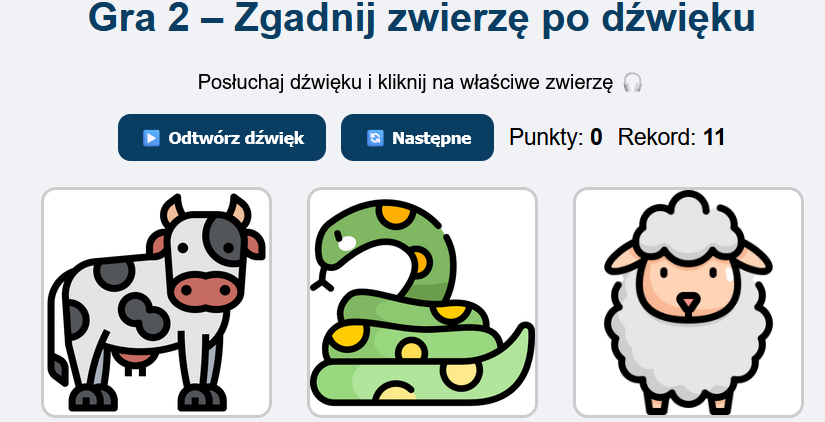 Gra 2 – Zgadnij zwierzę po dźwięku
Posłuchaj dźwięku i kliknij na właściwe zwierzę
Odtwórz dźwięk Następne Punkty: 0 Rekord: 11